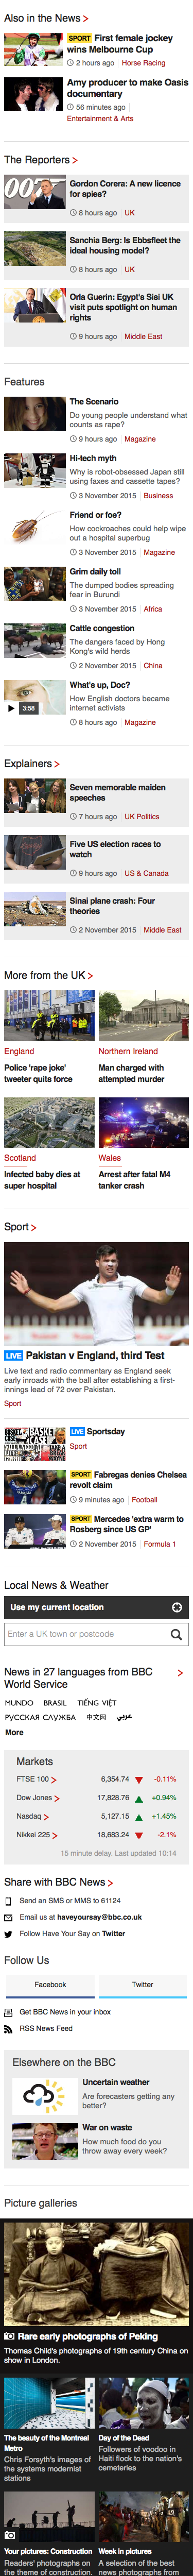 Also in the News
SPORT First female jockey
wins Melbourne Cup
2 hours ago Horse Racing
Army producer to make Oasis
documentary
56 minutes ago
Entertainment & Arts
The Reporters
007
Gordon Corera: A new licence
for spies?
8 hours ago UK
Sanchia Berg: Is Ebbsfleet the
ideal housing model?
8 hours ago UK
Orla Guerin: Egypt's Sisi UK
visit puts spotlight on human
rights
9 hours ago Middle East
Features
The Scenario
Do young people understand what
counts as rape?
9 hours ago Magazine
Hi-tech myth
Why is robot-obsessed Japan still
using faxes and cassette tapes?
3 November 2015 Business
Friend or foe?
How cockroaches could help wipe
out a hospital superbug
3 November 2015 Magazine
Grim daily toll
The dumped bodies spreading
fear in Burundi
3 November 2015 Africa
Cattle congestion
The dangers faced by Hong
Kong's wild herds
2 November 2015 China
3:58
What's up, Doc?
How English doctors became
internet activists
8 hours ago Magazine
Explainers
Seven memorable maiden
speeches
7 hours ago UK Politics
Five US election races to
watch
9 hours ago US & Canada
Sinai plane crash: Four
theories
2 November 2015 Middle East
More from the UK
England
Police 'rape joke'
tweeter quits force
Northern Ireland
Man charged with
attempted murder
Scotland
Infected baby dies at
super hospital
Wales
Arrest after fatal M4
tanker crash
Sport
LIVE Pakistan v England, third Test
Live text and radio commentary as England seek
early inroads with the ball after establishing a first-
innings lead of 72 over Pakistan.
Sport
LIVE Sportsday
Sport
SPORT Fabregas denies Chelsea
revolt claim
9 minutes ago Football
SPORT Mercedes 'extra warm to
Rosberg since US GP'
2 November 2015 Formula 1
Local News & Weather
Use my current location
Enter a UK town or postcode
News in 27 languages from BBC
World Service
MUNDO BRASIL TIẾNG VIỆT
РУССКАЯ СЛУЖБА 中文网 عربي
More
Markets
FTSE 100 6,354.74 -0.11%
Dow Jones 17,828.76 +0.94%
Nasdaq 5,127.15 +1.45%
Nikkei 225 18,683.24 -2.1%
15 minute delay. Last updated 10:14
Share with BBC News
Send an SMS or MMS to 61124
Email us at haveyoursay@bbc.co.uk
Follow Have Your Say on Twitter
Follow Us
Facebook Twitter
Get BBC News in your inbox
RSS News Feed
Elsewhere on the BBC
Uncertain weather
Are forecasters getting any
better?
War on waste
How much food do you
throw away every week?
Picture galleries
Rare early photographs of Peking
Thomas Child's photographs of 19th century China on
show in London.
The beauty of the Montreal
Metro
Chris Forsyth's images of
the systems modernist
stations
Day of the Dead
Followers of voodoo in
Haiti flock to the nation's
cemeteries
Your pictures: Construction
Readers' photographs on
the theme of construction.
Week in pictures
A selection of the best
news photographs from